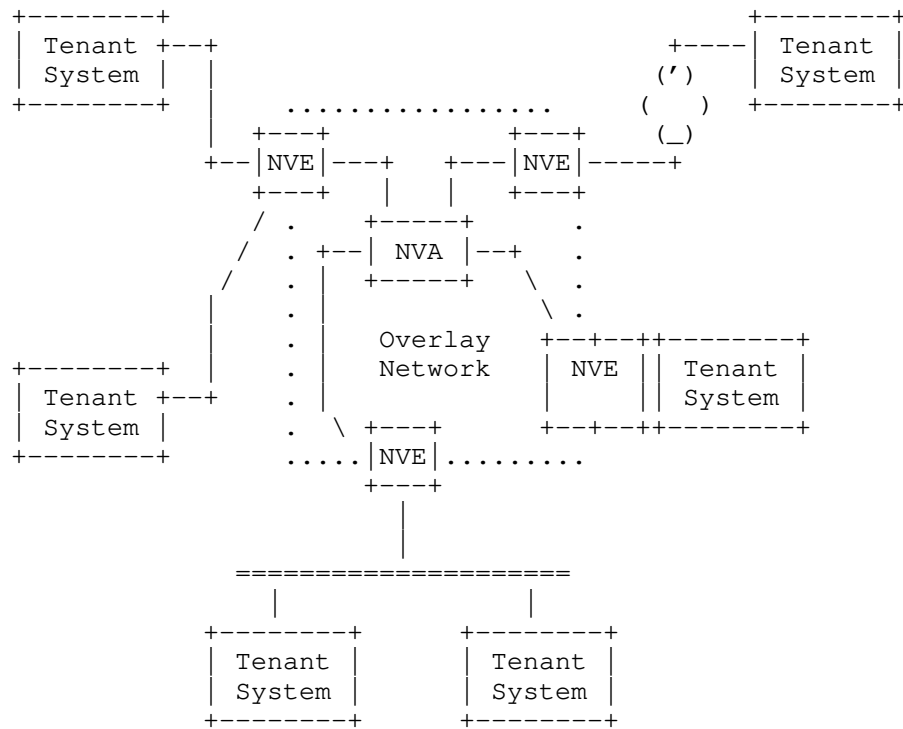 Tenant
System
Tenant
System
NVE
NVE
NVA
Overlay
Network
NVE
Tenant
System
Tenant
System
NVE
Tenant
System
Tenant
System